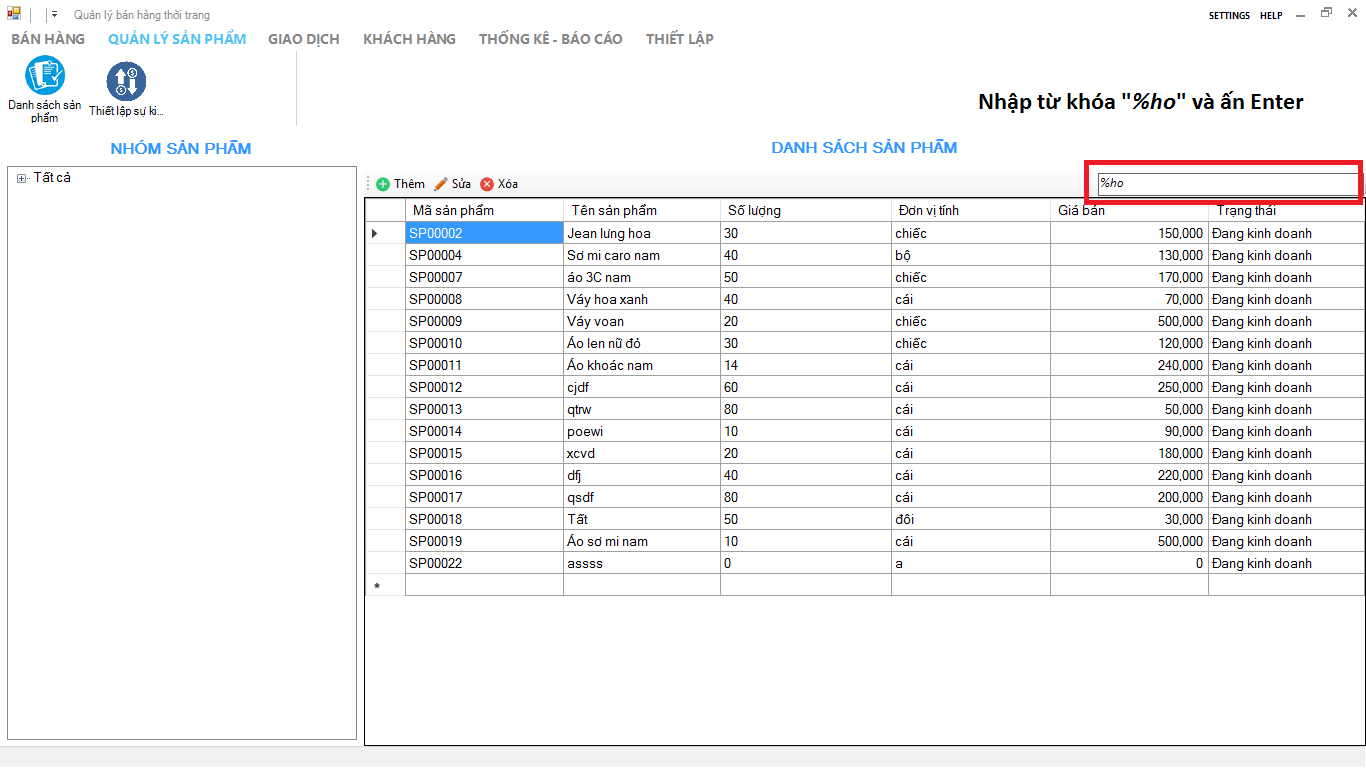 Quản lý bán hàng thời trang
SETTINGS HELP
BÁN HÀNG QUẢN LÝ SẢN PHẨM GIAO DỊCH KHÁCH HÀNG THỐNG KÊ - BÁO CÁO THIẾT LẬP
Danh sách sản phẩm
Thiết lập sự ki...
Nhập từ khóa "%ho" và ấn Enter
NHÓM SẢN PHẨM
DANH SÁCH SẢN PHẨM
Tất cả
Thêm Sửa Xóa
%ho
Mã sản phẩm Tên sản phẩm Số lượng Đơn vị tính Giá bán Trạng thái
SP00002 Jean lưng hoa 30 chiếc 150,000 Đang kinh doanh
SP00004 Sơ mi caro nam 40 bộ 130,000 Đang kinh doanh
SP00007 áo 3C nam 50 chiếc 170,000 Đang kinh doanh
SP00008 Váy hoa xanh 40 cái 70,000 Đang kinh doanh
SP00009 Váy voan 20 chiếc 500,000 Đang kinh doanh
SP00010 Áo len nữ đỏ 30 chiếc 120,000 Đang kinh doanh
SP00011 Áo khoác nam 14 cái 240,000 Đang kinh doanh
SP00012 cjdf 60 cái 250,000 Đang kinh doanh
SP00013 qtrw 80 cái 50,000 Đang kinh doanh
SP00014 poewi 10 cái 90,000 Đang kinh doanh
SP00015 xcvd 20 cái 180,000 Đang kinh doanh
SP00016 dfj 40 cái 220,000 Đang kinh doanh
SP00017 qsdf 80 cái 200,000 Đang kinh doanh
SP00018 Tất 50 đôi 30,000 Đang kinh doanh
SP00019 Áo sơ mi nam 10 cái 500,000 Đang kinh doanh
SP00022 assss 0 a 0 Đang kinh doanh